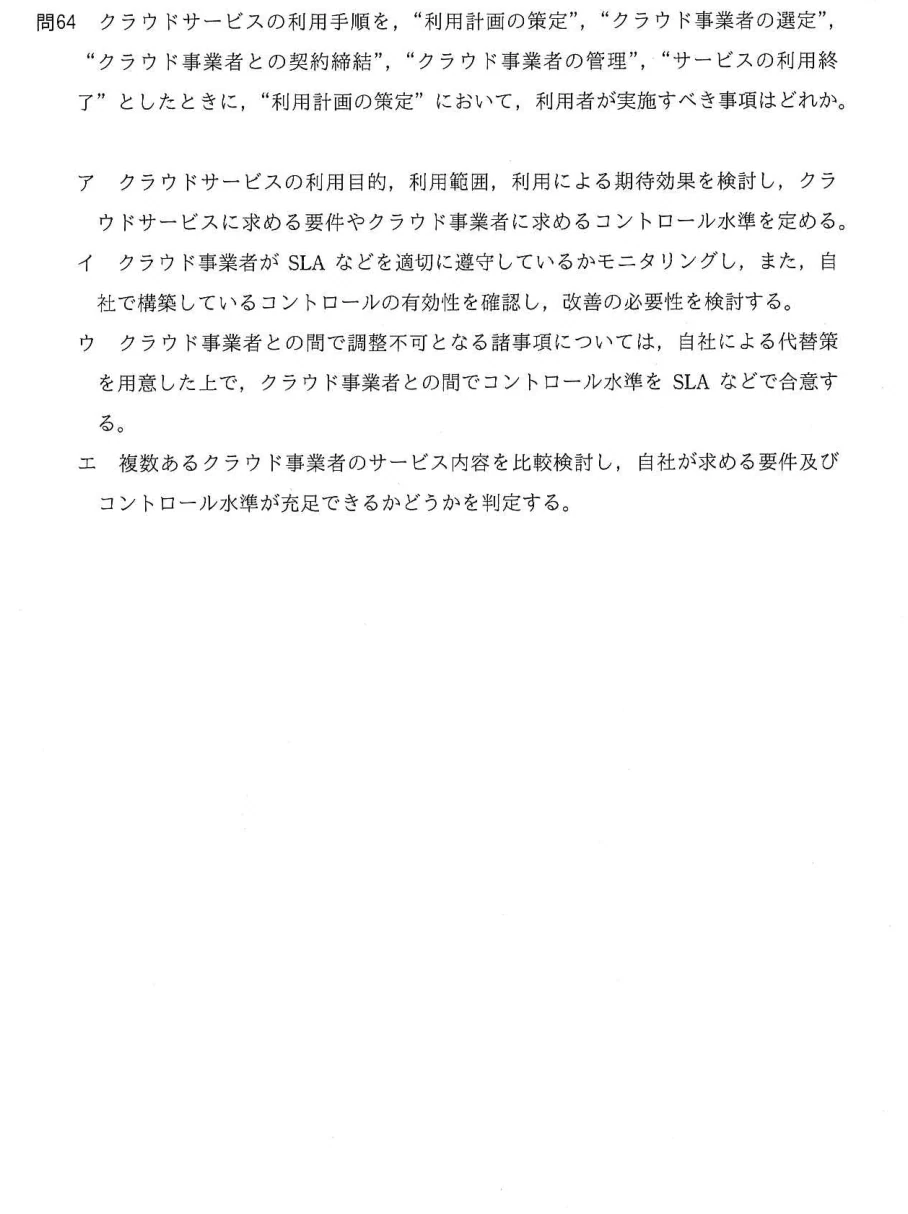 問64 クラウドサービスの利用手順を，“利用計画の策定”，“クラウド事業者の選定”，
“クラウド事業者との契約締結”，“クラウド事業者の管理”，“サービスの利用終
了”としたときに，“利用計画の策定”において，利用者が実施すべき事項はどれか。
ア クラウドサービスの利用目的，利用範囲，利用による期待効果を検討し，クラ
ウドサービスに求める要件やクラウド事業者に求めるコントロール水準を定める。
イ クラウド事業者が SLA などを適切に遵守しているかモニタリングし，また，自
社で構築しているコントロールの有効性を確認し，改善の必要性を検討する。
ウ クラウド事業者との間で調整不可となる諸事項については，自社による代替策
を用意した上で，クラウド事業者との間でコントロール水準を SLA などで合意す
る。
エ 複数あるクラウド事業者のサービス内容を比較検討し，自社が求める要件及び
コントロール水準が充足できるかどうかを判定する。